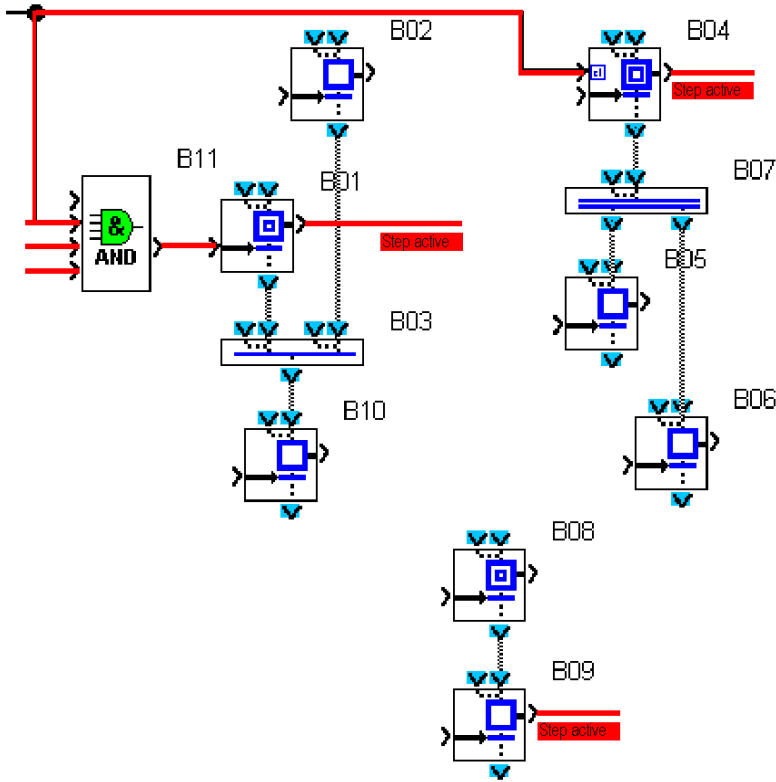 B02
B04
Step active
B11
B01
B07
&
AND
Step active
B05
B03
B10
B06
B08
B09
Step active